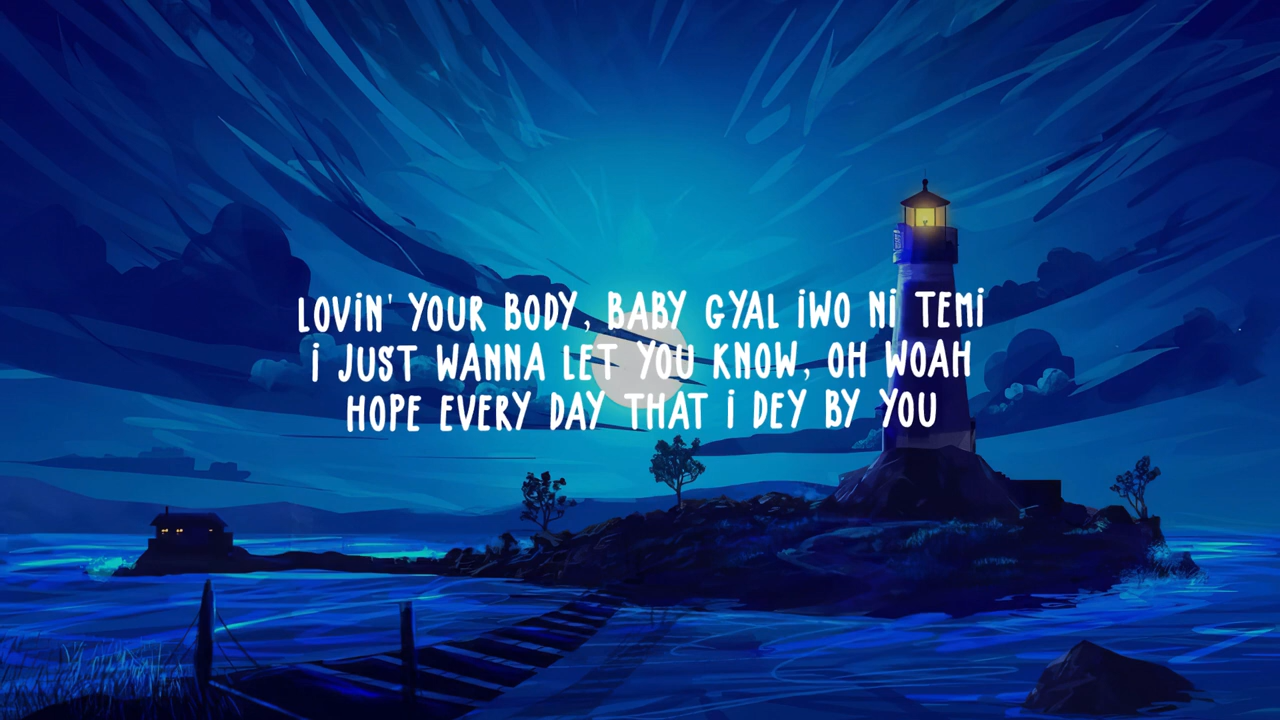 LOVIN' YOUR BODY, BABY GYAL IWO NI TEMI
I JUST WANNA LET YOU KNOW, OH WOAH
HOPE EVERY DAY THAT I DEY BY YOU